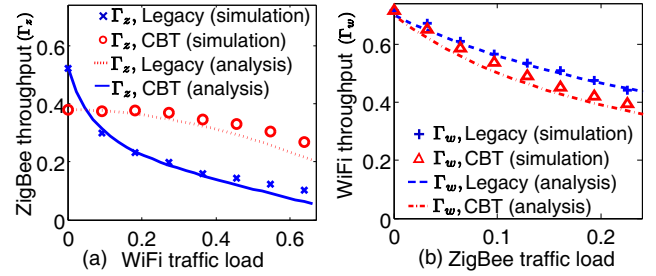 Γz, Legacy (simulation)
Γz, CBT (simulation)
Γz, Legacy (analysis)
Γz, CBT (analysis)
ZigBee throughput (Γz)
0.6
0.4
0.2
0
0
0.2
0.4
0.6
(a)
WiFi traffic load
WiFi throughput (Γw)
0.6
0.4
0.2
0
Γw, Legacy (simulation)
Γw, CBT (simulation)
Γw, Legacy (analysis)
Γw, CBT (analysis)
0
0.1
0.2
(b)
ZigBee traffic load